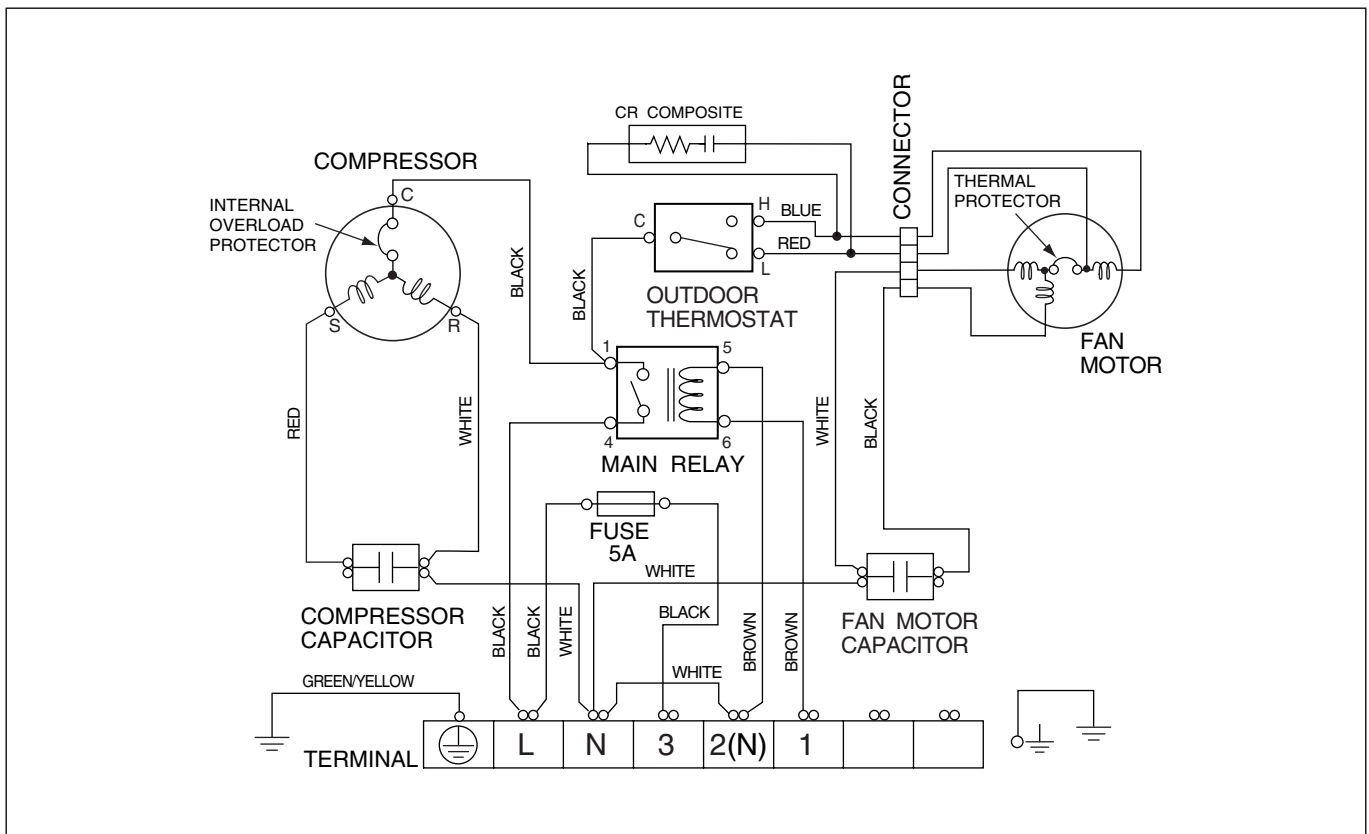 CR COMPOSITE
CONNECTOR
COMPRESSOR
C
INTERNAL
OVERLOAD
PROTECTOR
S
R
BLACK
BLACK
C
H
BLUE
RED
L
OUTDOOR
THERMOSTAT
THERMAL
PROTECTOR
FAN
MOTOR
RED
WHITE
1
5
4
6
MAIN RELAY
WHITE
BLACK
FUSE
5A
WHITE
BLACK
COMPRESSOR
CAPACITOR
FAN MOTOR
CAPACITOR
BLACK
BLACK
WHITE
BROWN
BROWN
WHITE
GREEN/YELLOW
TERMINAL
L
N
3
2(N)
1